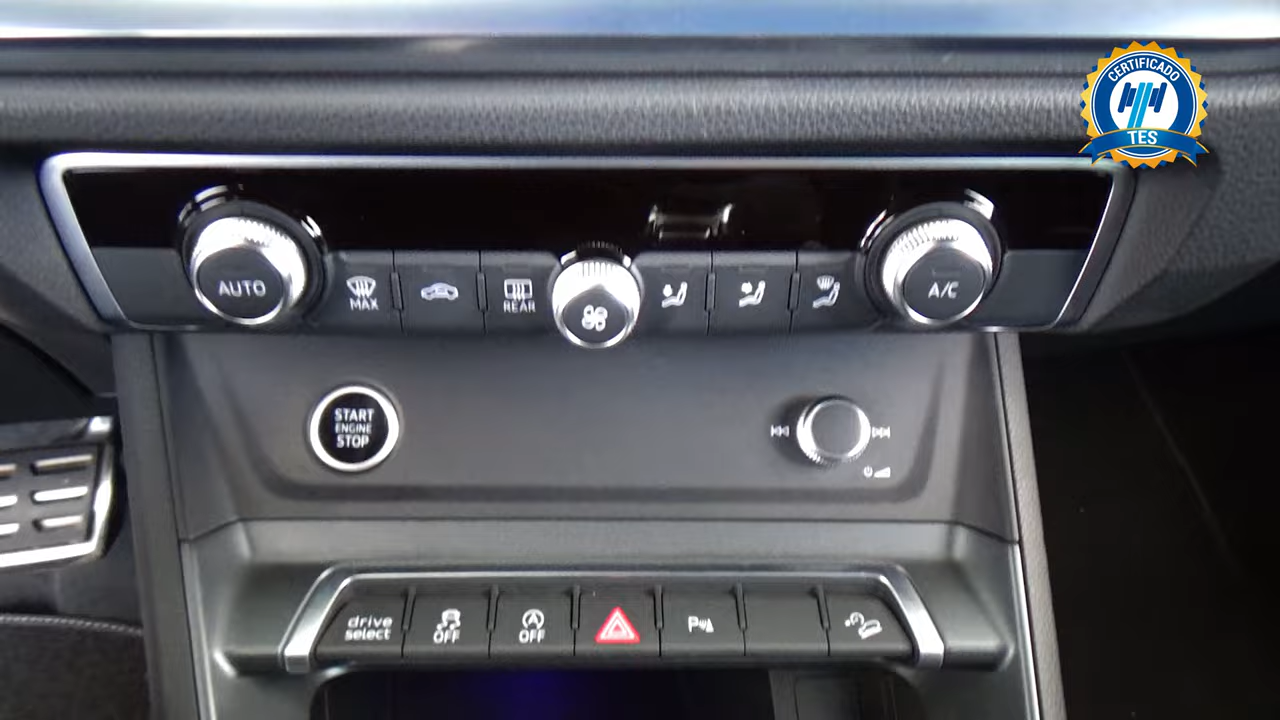 CERTIFICADO
TES
AUTO
MAX
REAR
A/C
START
ENGINE
STOP
drive
select
OFF
A
OFF
P